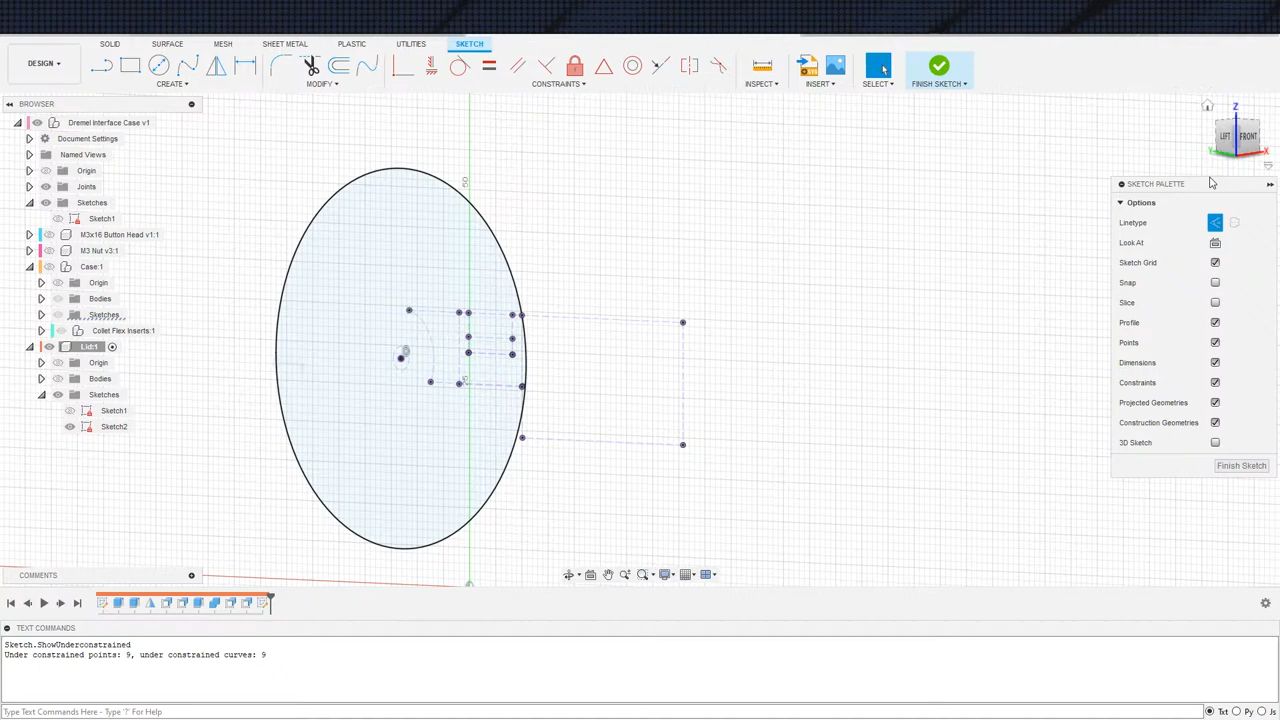 SOLID SURFACE MESH SHEET METAL PLASTIC UTILITIES SKETCH
DESIGN
CREATE MODIFY CONSTRAINTS INSPECT INSERT SELECT FINISH SKETCH
BROWSER
Dremel Interface Case v1
Document Settings
Named Views
Origin
Joints
Sketches
Sketch1
M3x16 Button Head v1:1
M3 Nut v3:1
Case:1
Origin
Bodies
Sketches
Collet Flex Inserts:1
Lid:1
Origin
Bodies
Sketches
Sketch1
Sketch2
50
25
Z
LEFT FRONT
Y X
SKETCH PALETTE
Options
Linetype
Look At
Sketch Grid
Snap
Slice
Profile
Points
Dimensions
Constraints
Projected Geometries
Construction Geometries
3D Sketch
Finish Sketch
COMMENTS
TEXT COMMANDS
Sketch.ShowUnderconstrained
Under constrained points: 9, under constrained curves: 9
Type Text Commands Here - Type '?' For Help
Txt Py Js